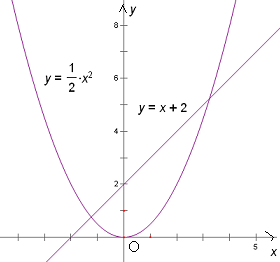 y
8
y = 1/2·x²
6
y = x + 2
4
2
O
5
x